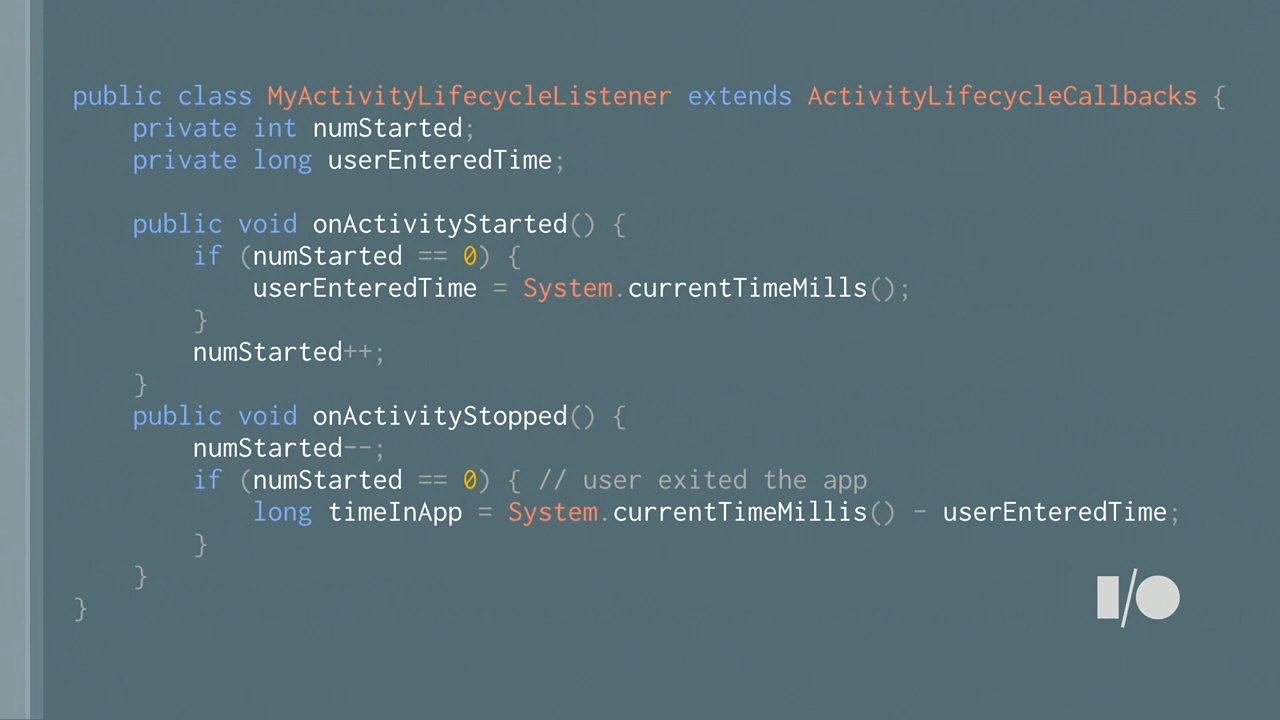 public class MyActivityLifecycleListener extends ActivityLifecycleCallbacks {
    private int numStarted;
    private long userEnteredTime;

    public void onActivityStarted() {
        if (numStarted == 0) {
            userEnteredTime = System.currentTimeMills();
        }
        numStarted++;
    }
    public void onActivityStopped() {
        numStarted--;
        if (numStarted == 0) { // user exited the app
            long timeInApp = System.currentTimeMillis() - userEnteredTime;
        }
    }
}
I/O